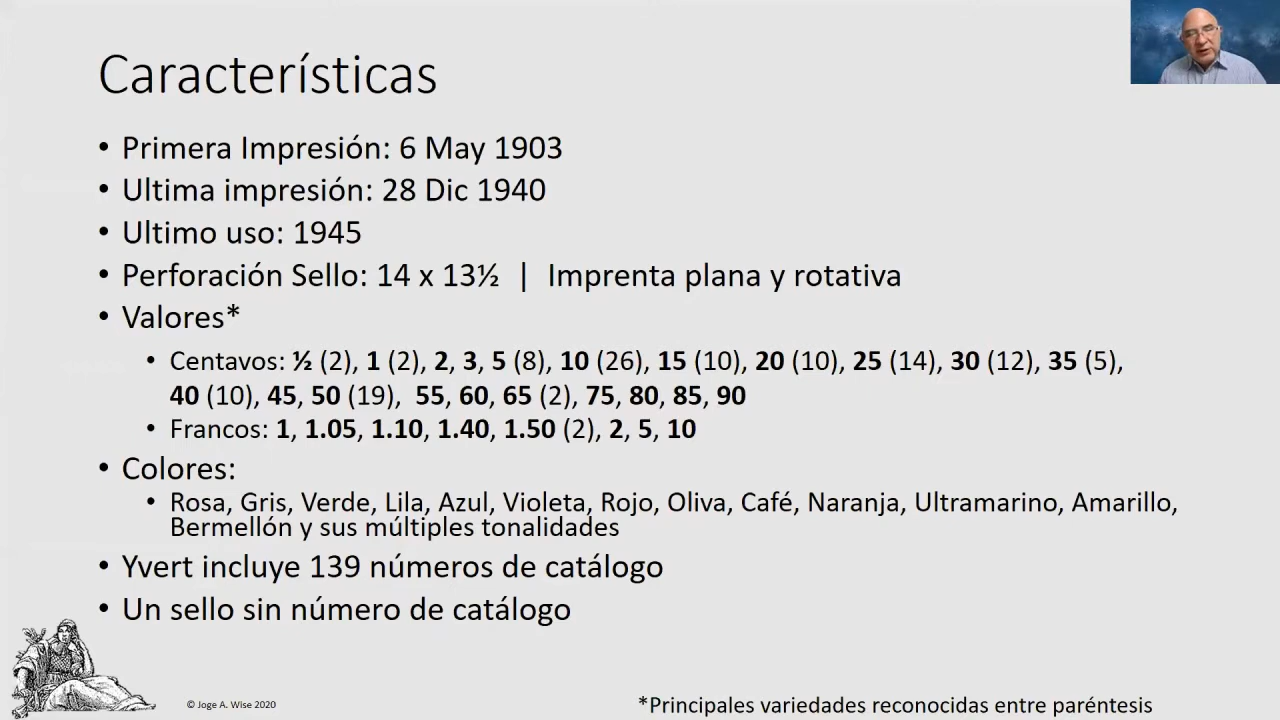 Características
• Primera Impresión: 6 May 1903
• Ultima impresión: 28 Dic 1940
• Ultimo uso: 1945
• Perforación Sello: 14 x 13½ | Imprenta plana y rotativa
• Valores*
• Centavos: ½ (2), 1 (2), 2, 3, 5 (8), 10 (26), 15 (10), 20 (10), 25 (14), 30 (12), 35 (5),
40 (10), 45, 50 (19), 55, 60, 65 (2), 75, 80, 85, 90
• Francos: 1, 1.05, 1.10, 1.40, 1.50 (2), 2, 5, 10
• Colores:
• Rosa, Gris, Verde, Lila, Azul, Violeta, Rojo, Oliva, Café, Naranja, Ultramarino, Amarillo,
Bermellón y sus múltiples tonalidades
• Yvert incluye 139 números de catálogo
• Un sello sin número de catálogo
© Joge A. Wise 2020
*Principales variedades reconocidas entre paréntesis